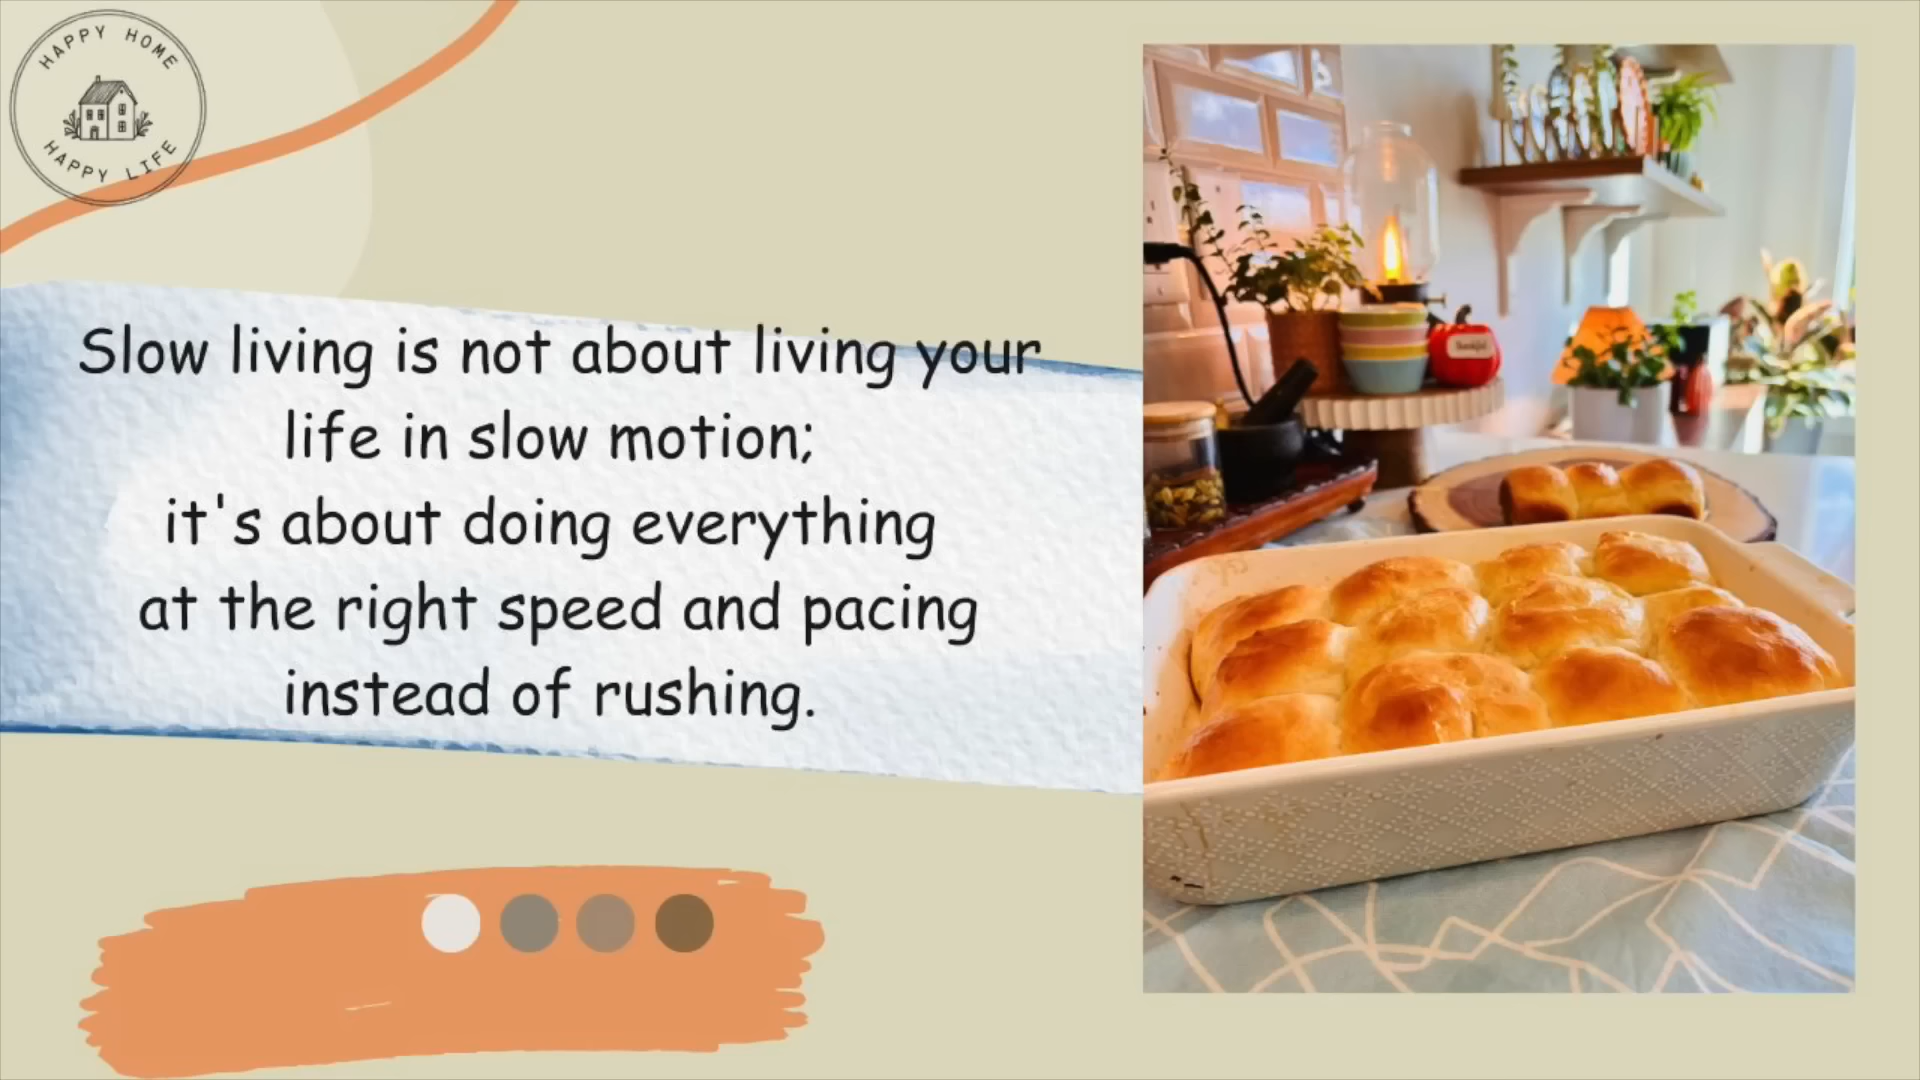 HAPPY HOME
HAPPY LIFE
Slow living is not about living your
life in slow motion;
it's about doing everything
at the right speed and pacing
instead of rushing.